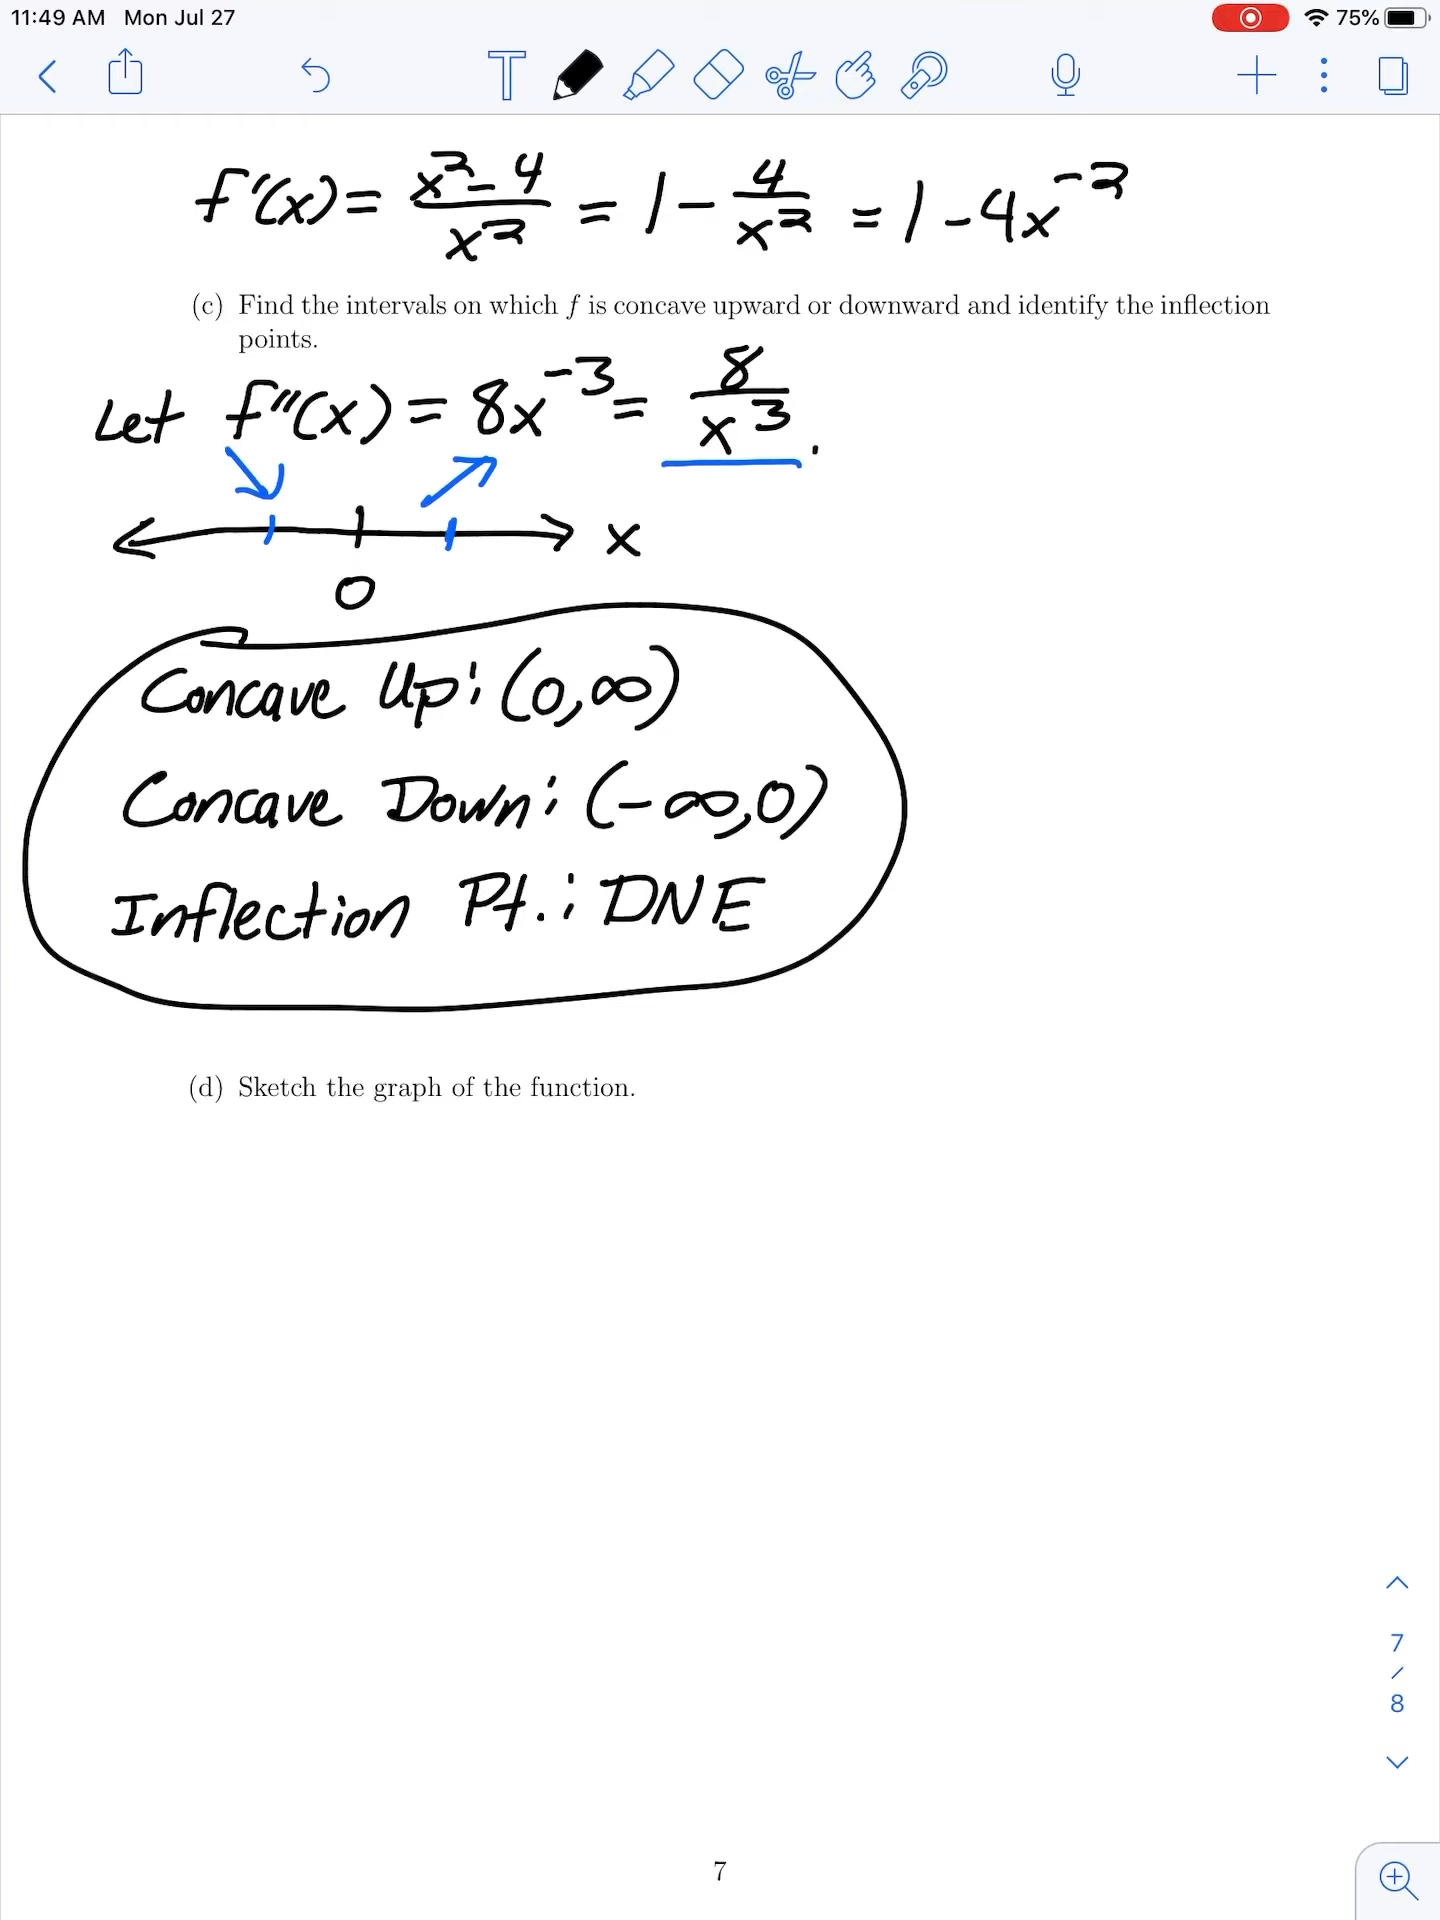 11:49 AM Mon Jul 27
75%
f'(x) = (x² - 4)/x² = 1 - 4/x² = 1 - 4x⁻²
(c) Find the intervals on which f is concave upward or downward and identify the inflection
points.
Let f''(x) = 8x⁻³ = 8/x³.
x
0
Concave Up: (0,∞)
Concave Down: (-∞,0)
Inflection Pt.: DNE
(d) Sketch the graph of the function.
7
/
8
7